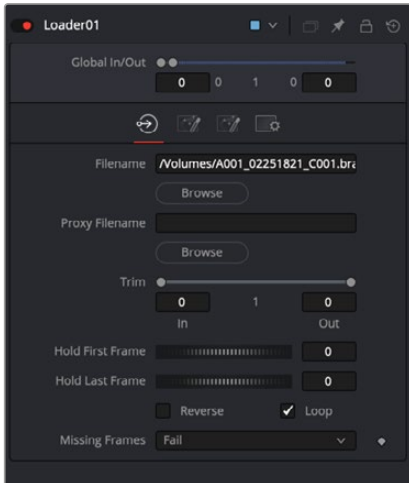 Loader01
Global In/Out
0 0 1 0 0
Filename /Volumes/A001_02251821_C001.bra
Browse
Proxy Filename
Browse
Trim
0 1 0
In Out
Hold First Frame 0
Hold Last Frame 0
Reverse Loop
Missing Frames Fail